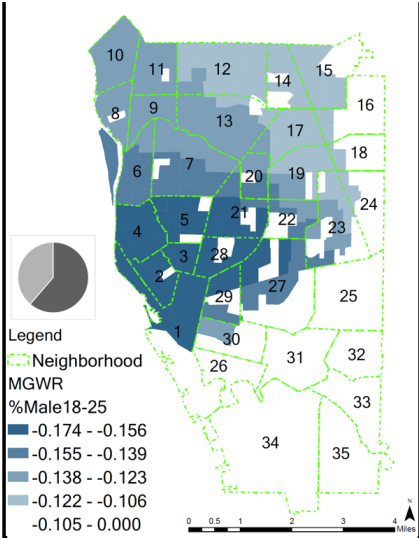 10
11
12
14
15
16
8
9
13
17
18
6
7
20
19
24
4
5
21
22
23
3
28
2
29
27
25
1
30
26
31
32
33
34
35
Legend
Neighborhood
MGWR
%Male18-25
-0.174 - -0.156
-0.155 - -0.139
-0.138 - -0.123
-0.122 - -0.106
-0.105 - 0.000
N
0 0.5 1 2 3 4
Miles